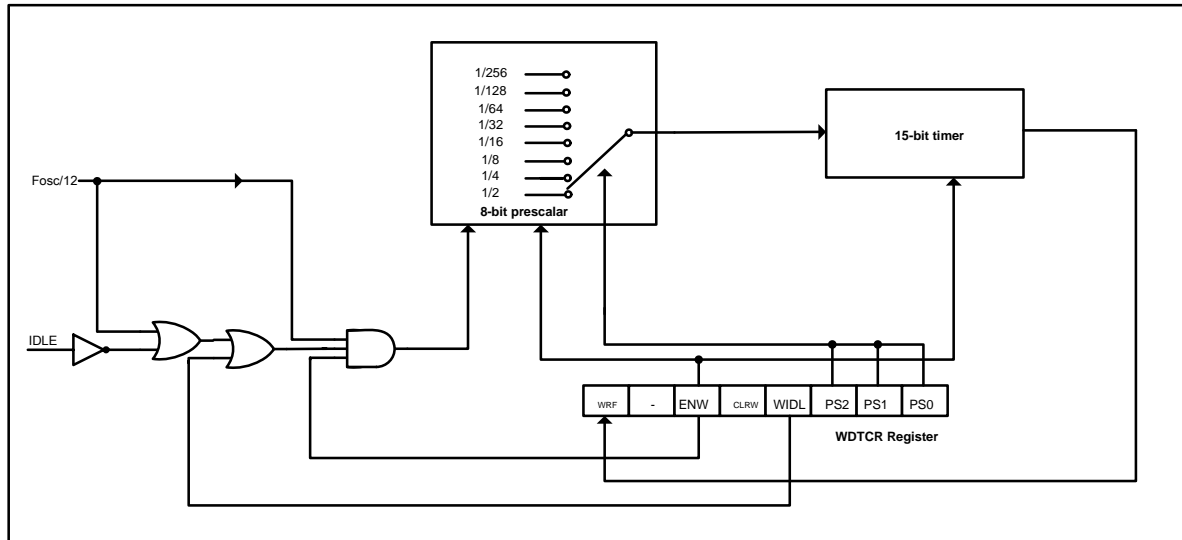 1/256
1/128
1/64
1/32
1/16
1/8
1/4
1/2
8-bit prescalar
15-bit timer
Fosc/12
IDLE
WRF - ENW CLRW WIDL PS2 PS1 PS0
WDTCR Register